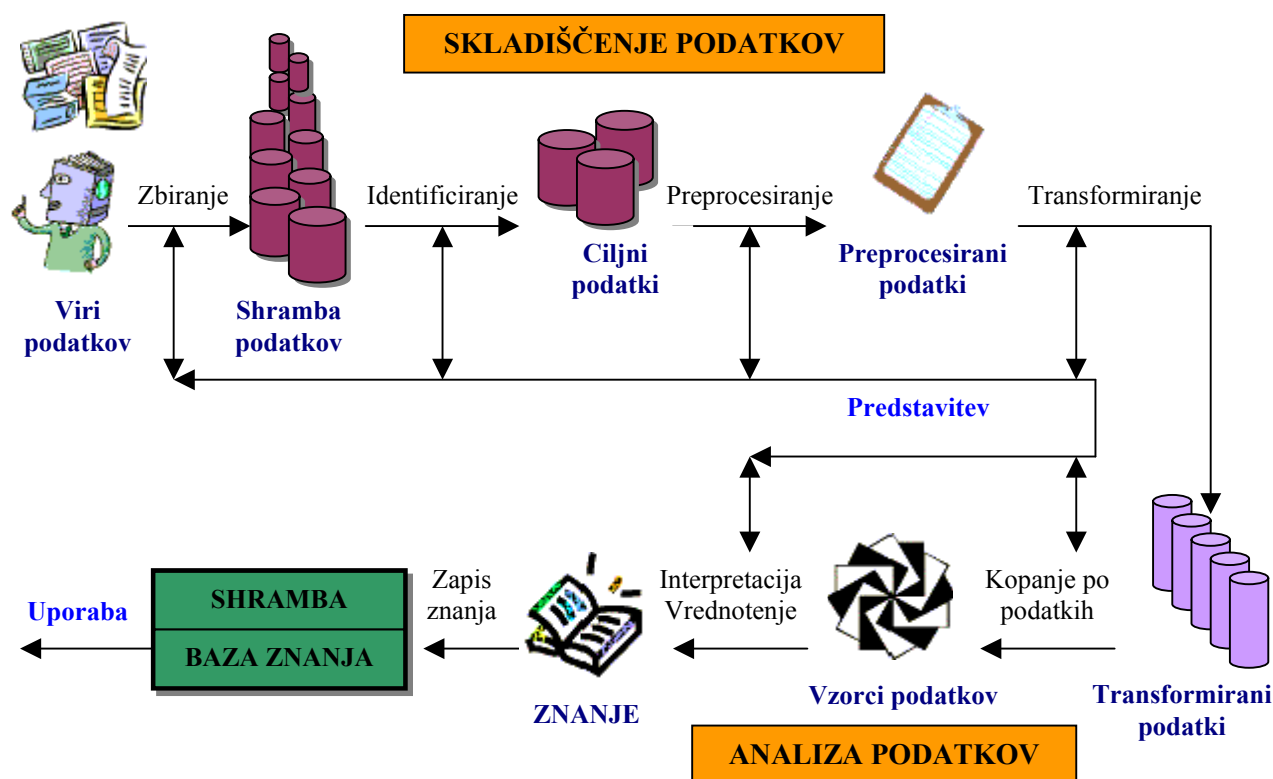 SKLADIŠČENJE PODATKOV
Zbiranje
Identificiranje
Preprocesiranje
Transformiranje
Viri
podatkov
Shramba
podatkov
Ciljni
podatki
Preprocesirani
podatki
Predstavitev
Uporaba
SHRAMBA
BAZA ZNANJA
Zapis
znanja
ZNANJE
Interpretacija
Vrednotenje
Vzorci podatkov
Kopanje po
podatkih
Transformirani
podatki
ANALIZA PODATKOV